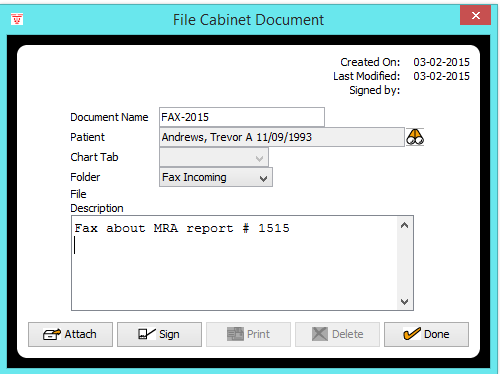 File Cabinet Document
Created On: 03-02-2015
Last Modified: 03-02-2015
Signed by:
Document Name FAX-2015
Patient Andrews, Trevor A 11/09/1993
Chart Tab
Folder Fax Incoming
File
Description
Fax about MRA report # 1515
Attach Sign Print Delete Done